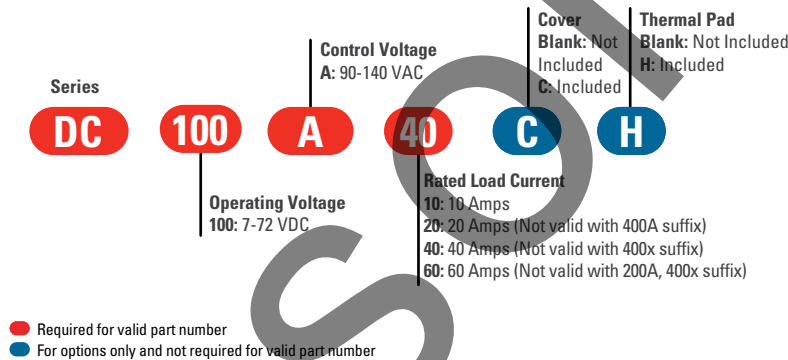 Series
DC
100
A
40
C
H
Control Voltage
A: 90-140 VAC
Cover
Blank: Not
Included
C: Included
Thermal Pad
Blank: Not Included
H: Included
Operating Voltage
100: 7-72 VDC
Rated Load Current
10: 10 Amps
20: 20 Amps (Not valid with 400A suffix)
40: 40 Amps (Not valid with 400x suffix)
60: 60 Amps (Not valid with 200A, 400x suffix)
Required for valid part number
For options only and not required for valid part number